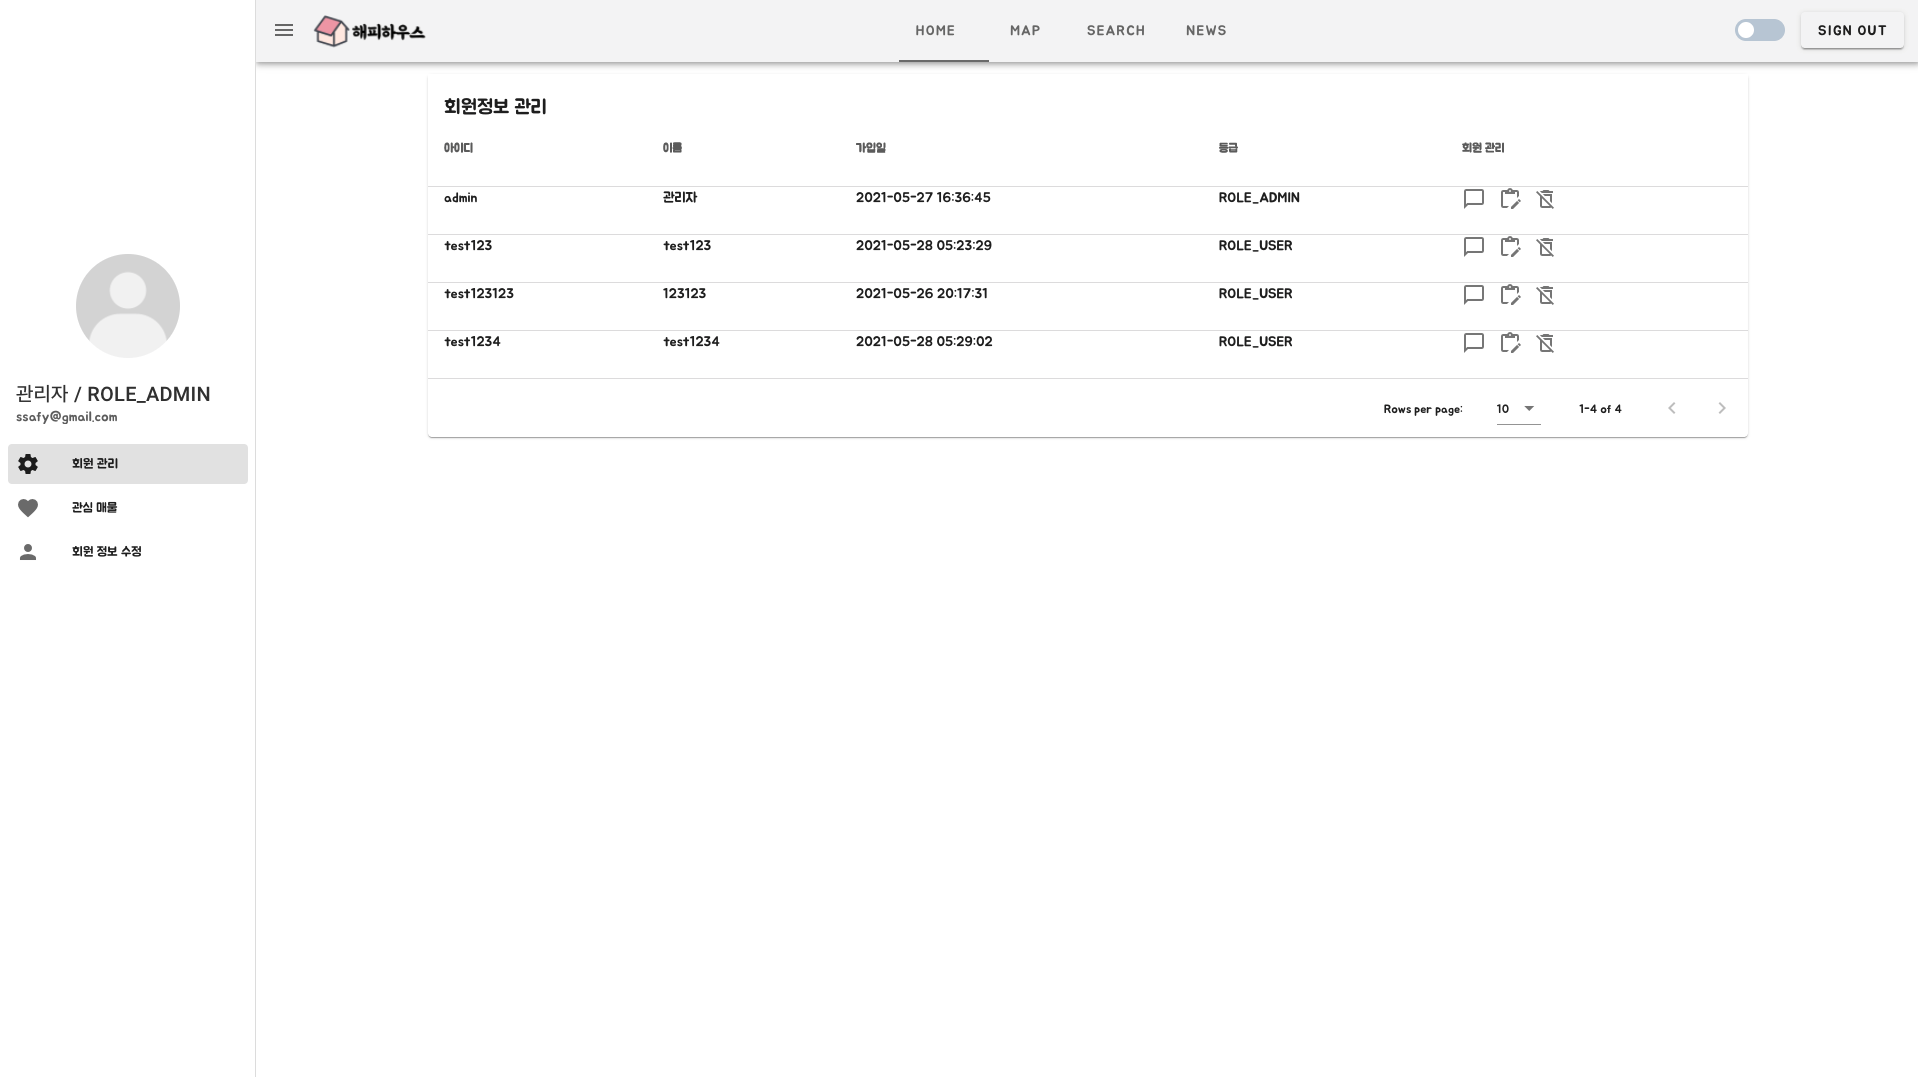 해피하우스
HOME MAP SEARCH NEWS
SIGN OUT
관리자 / ROLE_ADMIN
ssafy@gmail.com
회원 관리
관심 매물
회원 정보 수정
회원정보 관리
아이디 이름 가입일 등급 회원 관리
admin 관리자 2021-05-27 16:36:45 ROLE_ADMIN
test123 test123 2021-05-28 05:23:29 ROLE_USER
test123123 123123 2021-05-26 20:17:31 ROLE_USER
test1234 test1234 2021-05-28 05:29:02 ROLE_USER
Rows per page: 10 1-4 of 4